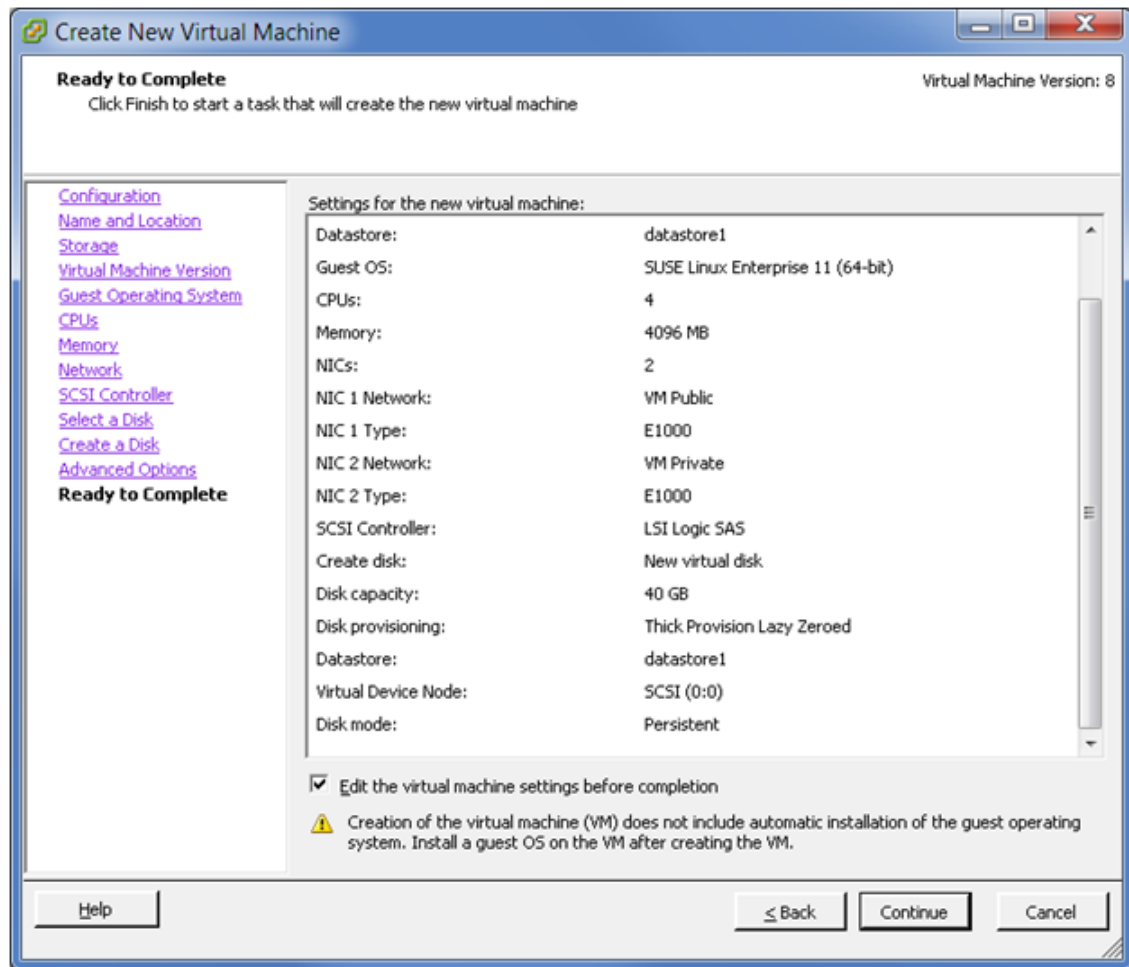 Create New Virtual Machine
Ready to Complete
Virtual Machine Version: 8
Click Finish to start a task that will create the new virtual machine
Configuration
Name and Location
Storage
Virtual Machine Version
Guest Operating System
CPUs
Memory
Network
SCSI Controller
Select a Disk
Create a Disk
Advanced Options
Ready to Complete
Settings for the new virtual machine:
Datastore: datastore1
Guest OS: SUSE Linux Enterprise 11 (64-bit)
CPUs: 4
Memory: 4096 MB
NICs: 2
NIC 1 Network: VM Public
NIC 1 Type: E1000
NIC 2 Network: VM Private
NIC 2 Type: E1000
SCSI Controller: LSI Logic SAS
Create disk: New virtual disk
Disk capacity: 40 GB
Disk provisioning: Thick Provision Lazy Zeroed
Datastore: datastore1
Virtual Device Node: SCSI (0:0)
Disk mode: Persistent
Edit the virtual machine settings before completion
Creation of the virtual machine (VM) does not include automatic installation of the guest operating
system. Install a guest OS on the VM after creating the VM.
Help
< Back
Continue
Cancel